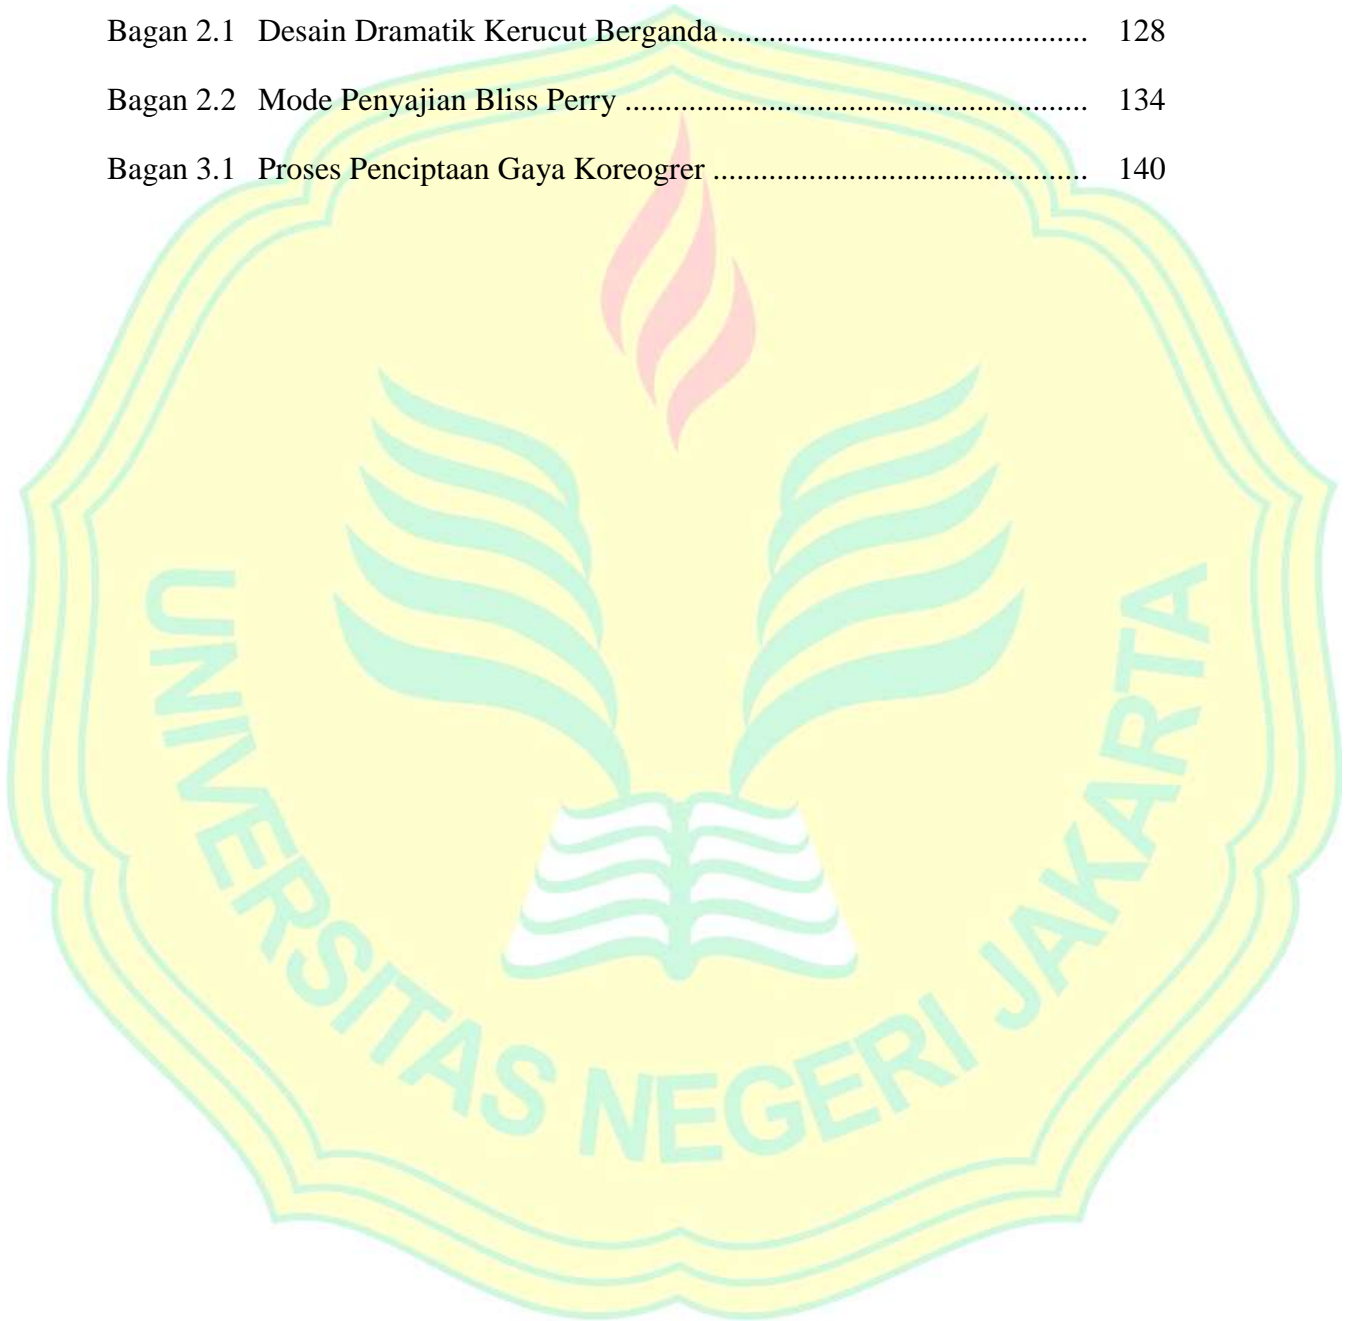 Bagan 2.1 Desain Dramatik Kerucut Berganda.............................................. 128
Bagan 2.2 Mode Penyajian Bliss Perry .......................................................... 134
Bagan 3.1 Proses Penciptaan Gaya Koreogrer ............................................... 140
UNIVERSITAS NEGERI JAKARTA